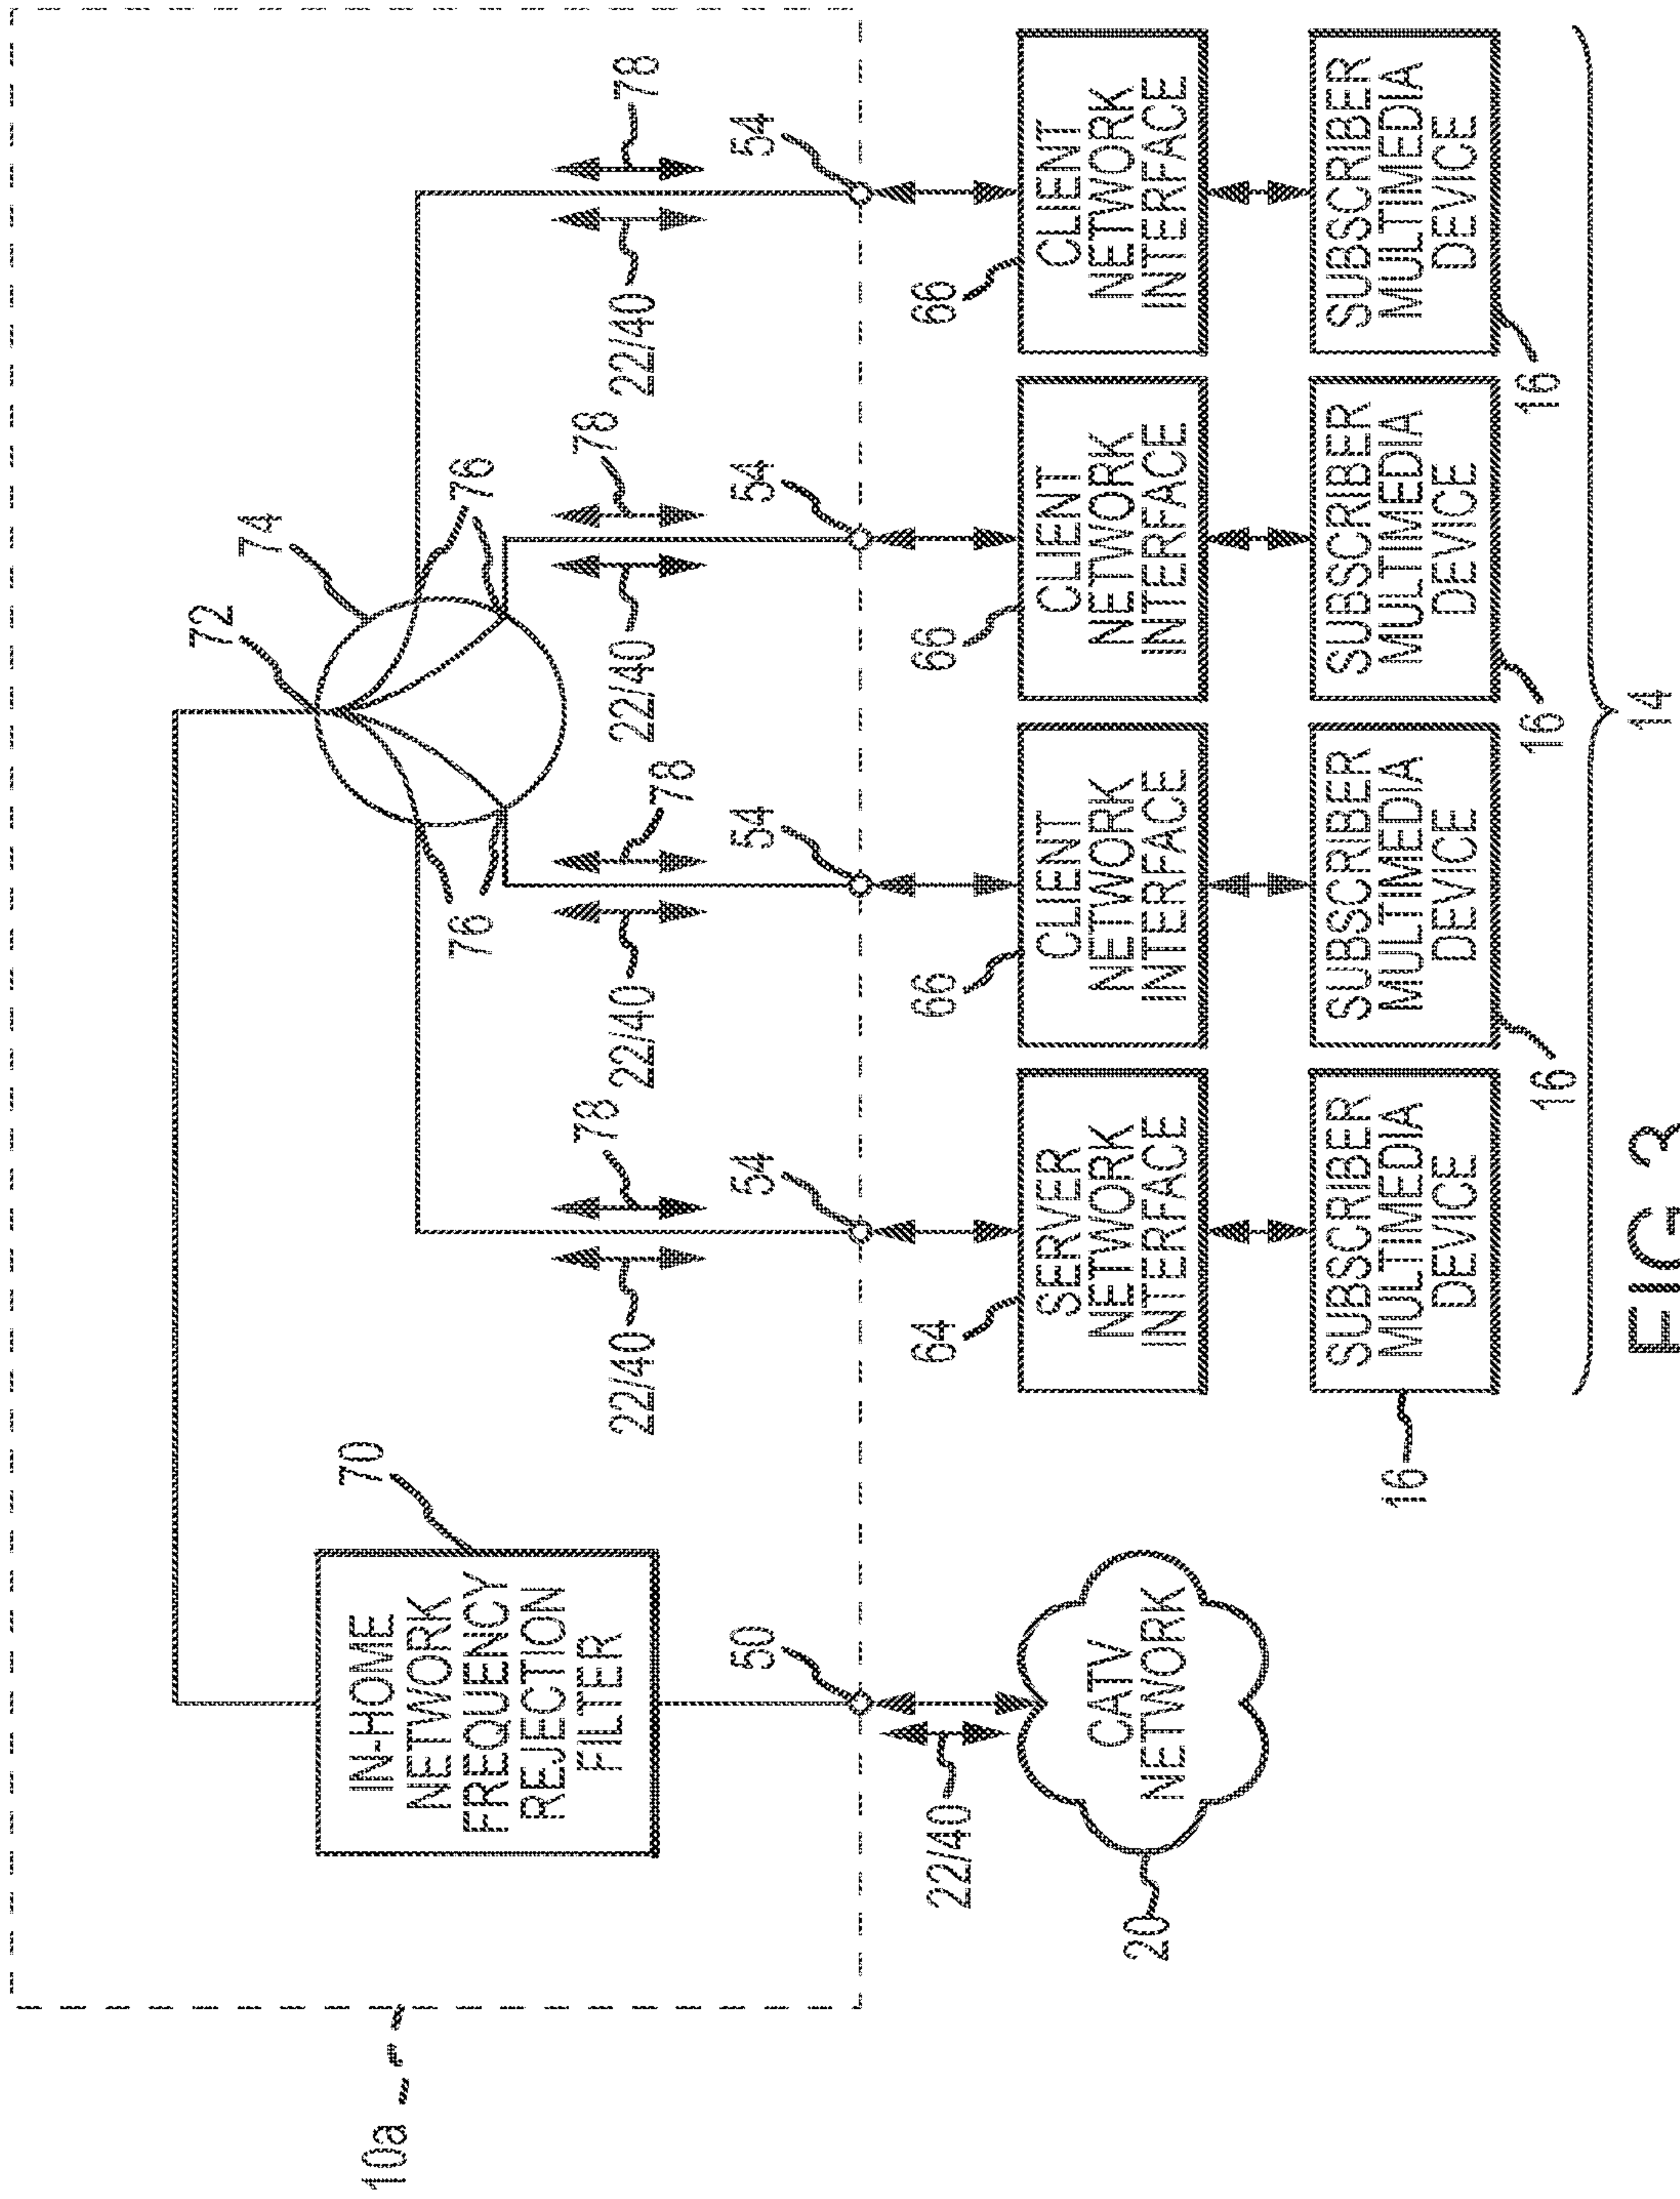 10a
IN-HOME
NETWORK
FREQUENCY
REJECTION
FILTER
70
72
74
76
76
78
78
78
78
22/40
22/40
22/40
22/40
50
54
54
54
54
22/40
20
CATV
NETWORK
64
SERVER
NETWORK
INTERFACE
66
CLIENT
NETWORK
INTERFACE
66
CLIENT
NETWORK
INTERFACE
66
CLIENT
NETWORK
INTERFACE
16
SUBSCRIBER
MULTIMEDIA
DEVICE
16
SUBSCRIBER
MULTIMEDIA
DEVICE
16
SUBSCRIBER
MULTIMEDIA
DEVICE
16
SUBSCRIBER
MULTIMEDIA
DEVICE
14
FIG 3